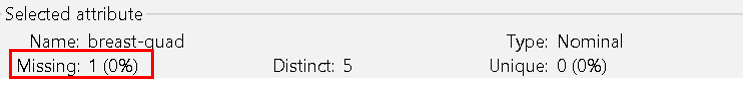 Selected attribute
Name: breast-quad Type: Nominal
Missing: 1 (0%) Distinct: 5 Unique: 0 (0%)